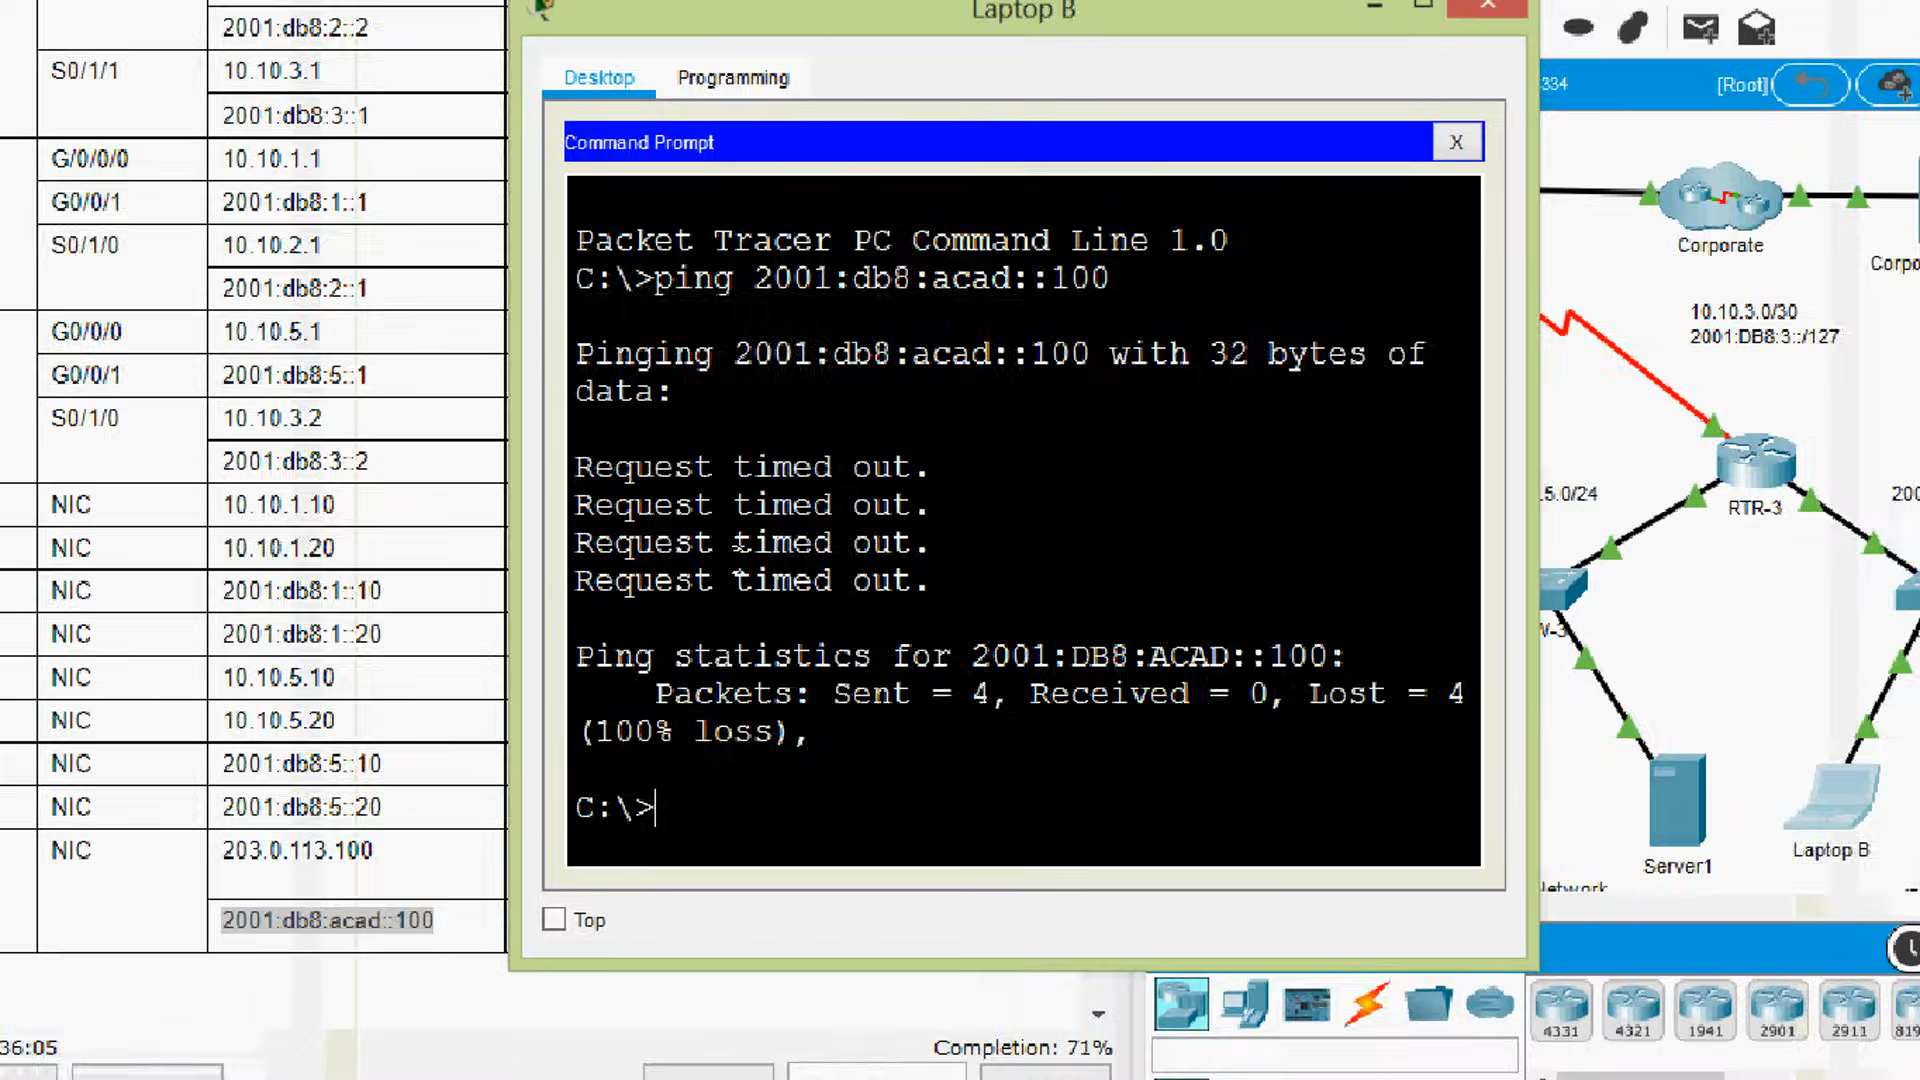 2001:db8:2::2
S0/1/1
10.10.3.1
2001:db8:3::1
G/0/0/0
10.10.1.1
G0/0/1
2001:db8:1::1
S0/1/0
10.10.2.1
2001:db8:2::1
G0/0/0
10.10.5.1
G0/0/1
2001:db8:5::1
S0/1/0
10.10.3.2
2001:db8:3::2
NIC
10.10.1.10
NIC
10.10.1.20
NIC
2001:db8:1::10
NIC
2001:db8:1::20
NIC
10.10.5.10
NIC
10.10.5.20
NIC
2001:db8:5::10
NIC
2001:db8:5::20
NIC
203.0.113.100
2001:db8:acad::100
36:05
Completion: 71%
Laptop B
Desktop
Programming
Command Prompt
X
Packet Tracer PC Command Line 1.0
C:\>ping 2001:db8:acad::100
Pinging 2001:db8:acad::100 with 32 bytes of
data:
Request timed out.
Request timed out.
Request timed out.
Request timed out.
Ping statistics for 2001:DB8:ACAD::100:
Packets: Sent = 4, Received = 0, Lost = 4
(100% loss),
C:\>
Top
334
[Root]
Corporate
Corpo
10.10.3.0/30
2001:DB8:3::/127
.5.0/24
200
RTR-3
W-3
Server1
Laptop B
4331
4321
1941
2901
2911
819